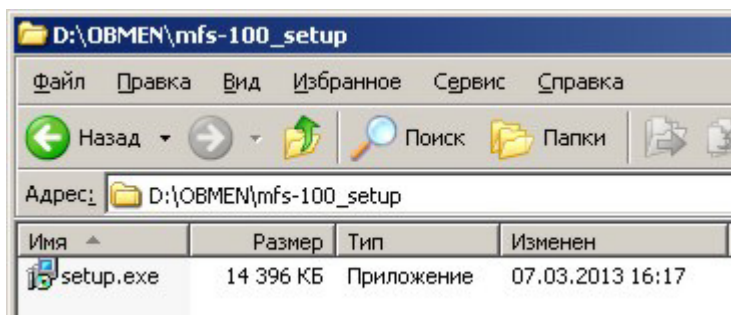 D:\OBMEN\mfs-100_setup
Файл Правка Вид Избранное Сервис Справка
Назад Поиск Папки
Адрес: D:\OBMEN\mfs-100_setup
Имя Размер Тип Изменен
setup.exe 14 396 КБ Приложение 07.03.2013 16:17